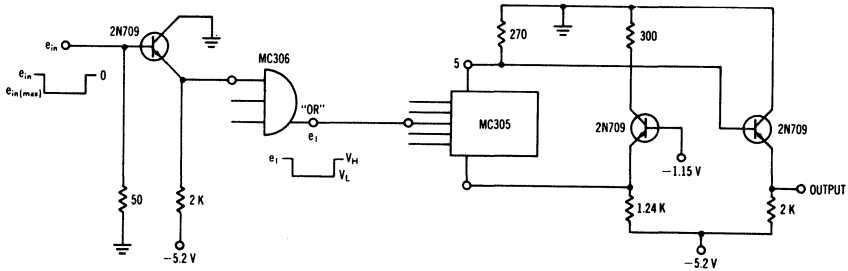 2N709
e_in
e_in
0
e_in(max)
50
2 K
−5.2 V
MC306
"OR"
e_1
e_1
V_H
V_L
270
300
5
MC305
2N709
−1.15 V
2N709
1.24 K
2 K
OUTPUT
−5.2 V